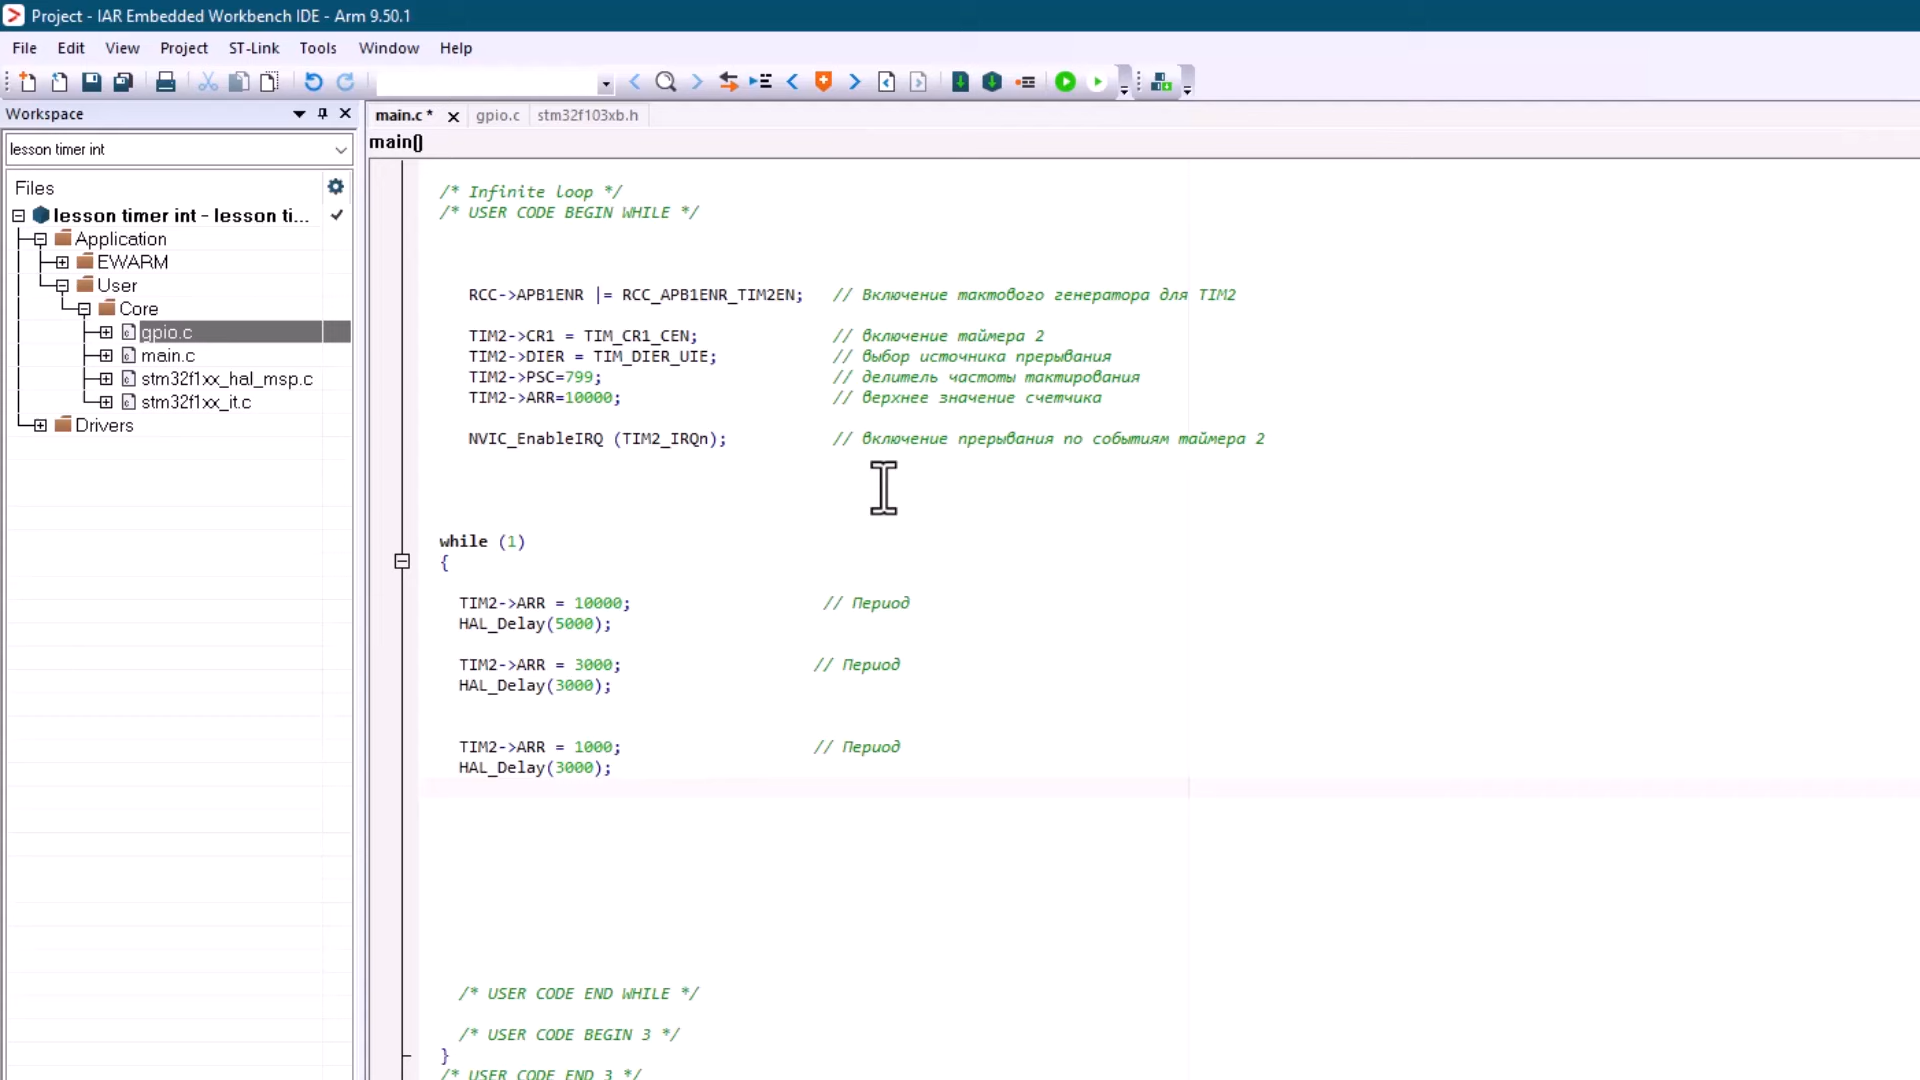 Project - IAR Embedded Workbench IDE - Arm 9.50.1
File Edit View Project ST-Link Tools Window Help
Workspace
lesson timer int
Files
lesson timer int - lesson ti...
Application
EWARM
User
Core
gpio.c
main.c
stm32f1xx_hal_msp.c
stm32f1xx_it.c
Drivers
main.c * gpio.c stm32f103xb.h
main()
/* Infinite loop */
/* USER CODE BEGIN WHILE */
RCC->APB1ENR |= RCC_APB1ENR_TIM2EN; // Включение тактового генератора для TIM2
TIM2->CR1 = TIM_CR1_CEN; // включение таймера 2
TIM2->DIER = TIM_DIER_UIE; // выбор источника прерывания
TIM2->PSC=799; // делитель частоты тактирования
TIM2->ARR=10000; // верхнее значение счетчика
NVIC_EnableIRQ (TIM2_IRQn); // включение прерывания по событиям таймера 2
while (1)
{
TIM2->ARR = 10000; // Период
HAL_Delay(5000);
TIM2->ARR = 3000; // Период
HAL_Delay(3000);
TIM2->ARR = 1000; // Период
HAL_Delay(3000);
/* USER CODE END WHILE */
/* USER CODE BEGIN 3 */
}
/* USER CODE END 3 */